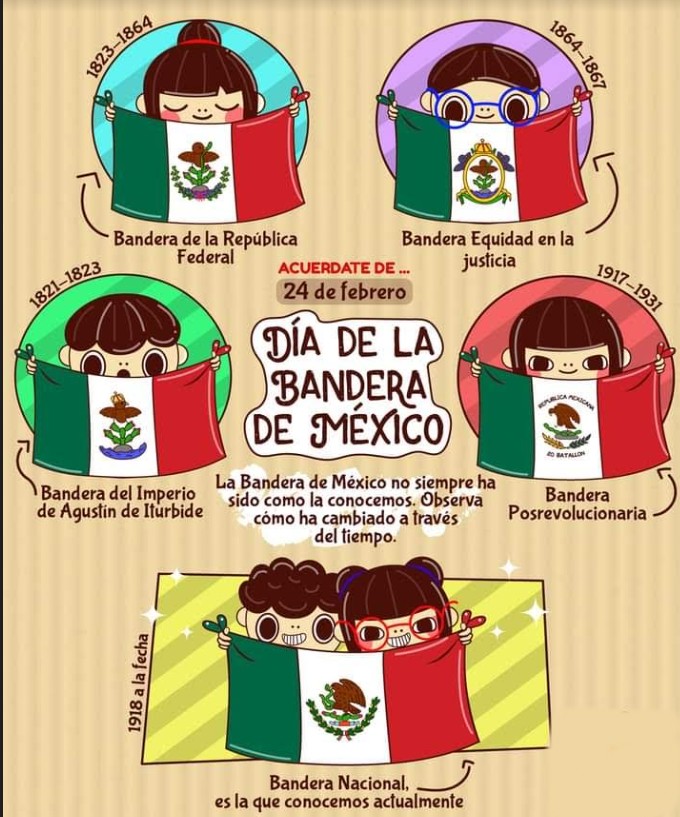 1823-1864
Bandera de la República
Federal
1864-1867
Bandera Equidad en la
justicia
ACUERDATE DE ...
24 de febrero
DÍA DE LA
BANDERA
DE MÉXICO
La Bandera de México no siempre ha
sido como la conocemos. Observa
cómo ha cambiado a través
del tiempo.
1821-1823
Bandera del Imperio
de Agustín de Iturbide
1917-1931
REPUBLICA MEXICANA
2O BATALLON
Bandera
Posrevolucionaria
1918 a la fecha
Bandera Nacional,
es la que conocemos actualmente